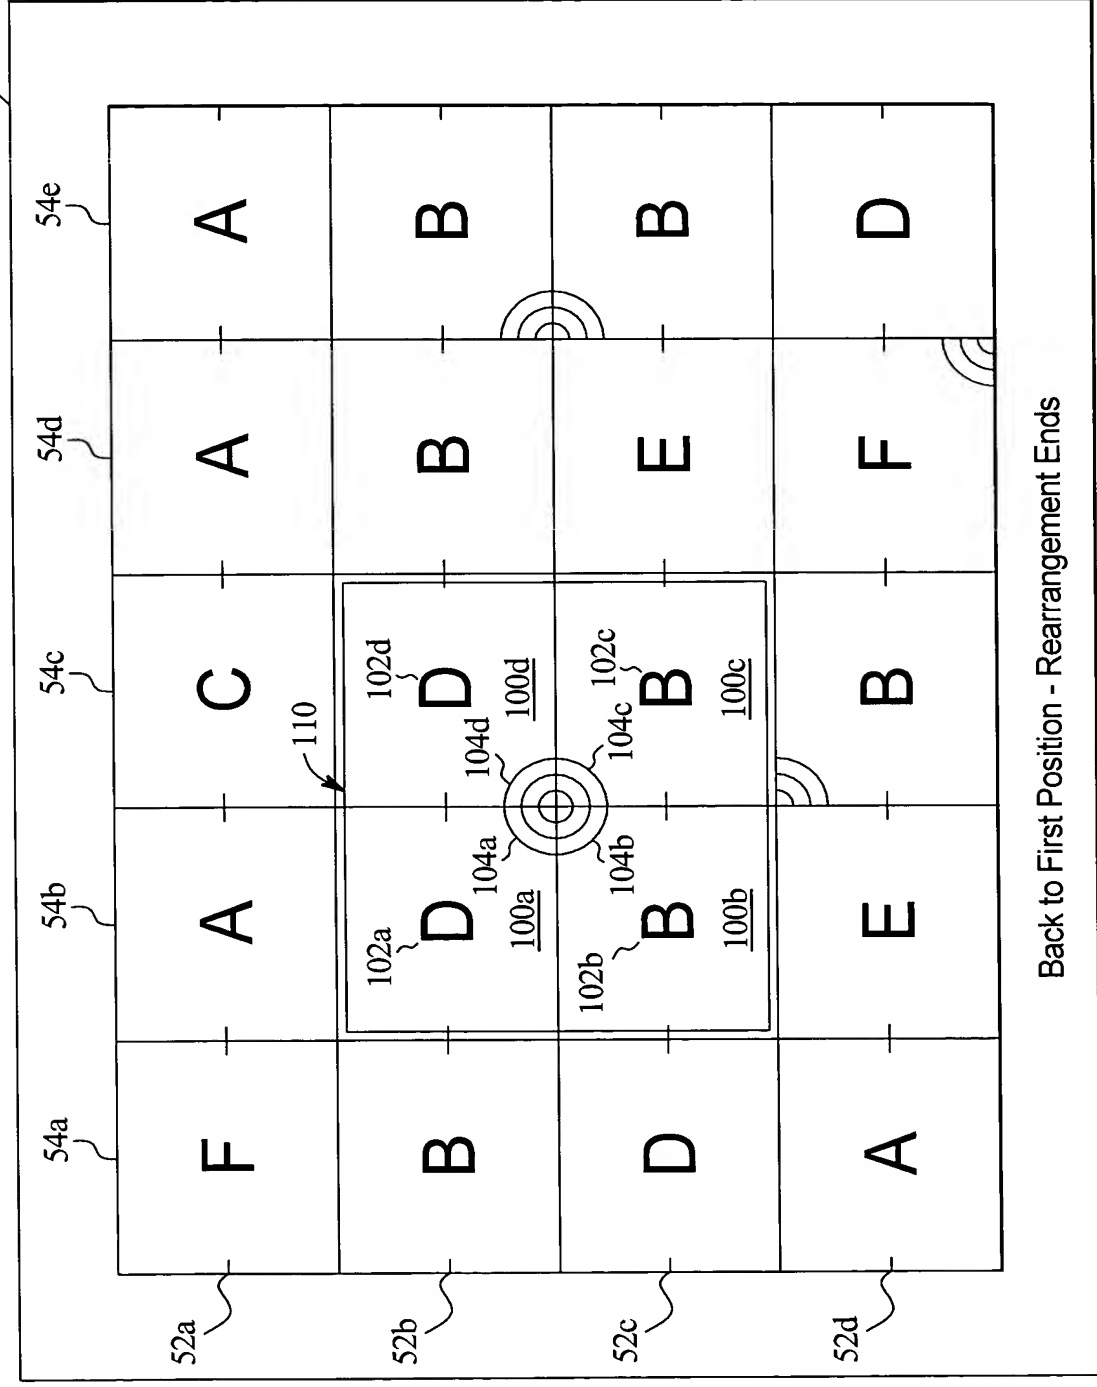 54a 54b 54c 54d 54e
52a F A C A A
110
102a 102d
52b B D D B B
104a 104d
100a 100d
102b 102c
104b 104c
52c D B B E B
100b 100c
52d A E B F D
Back to First Position - Rearrangement Ends